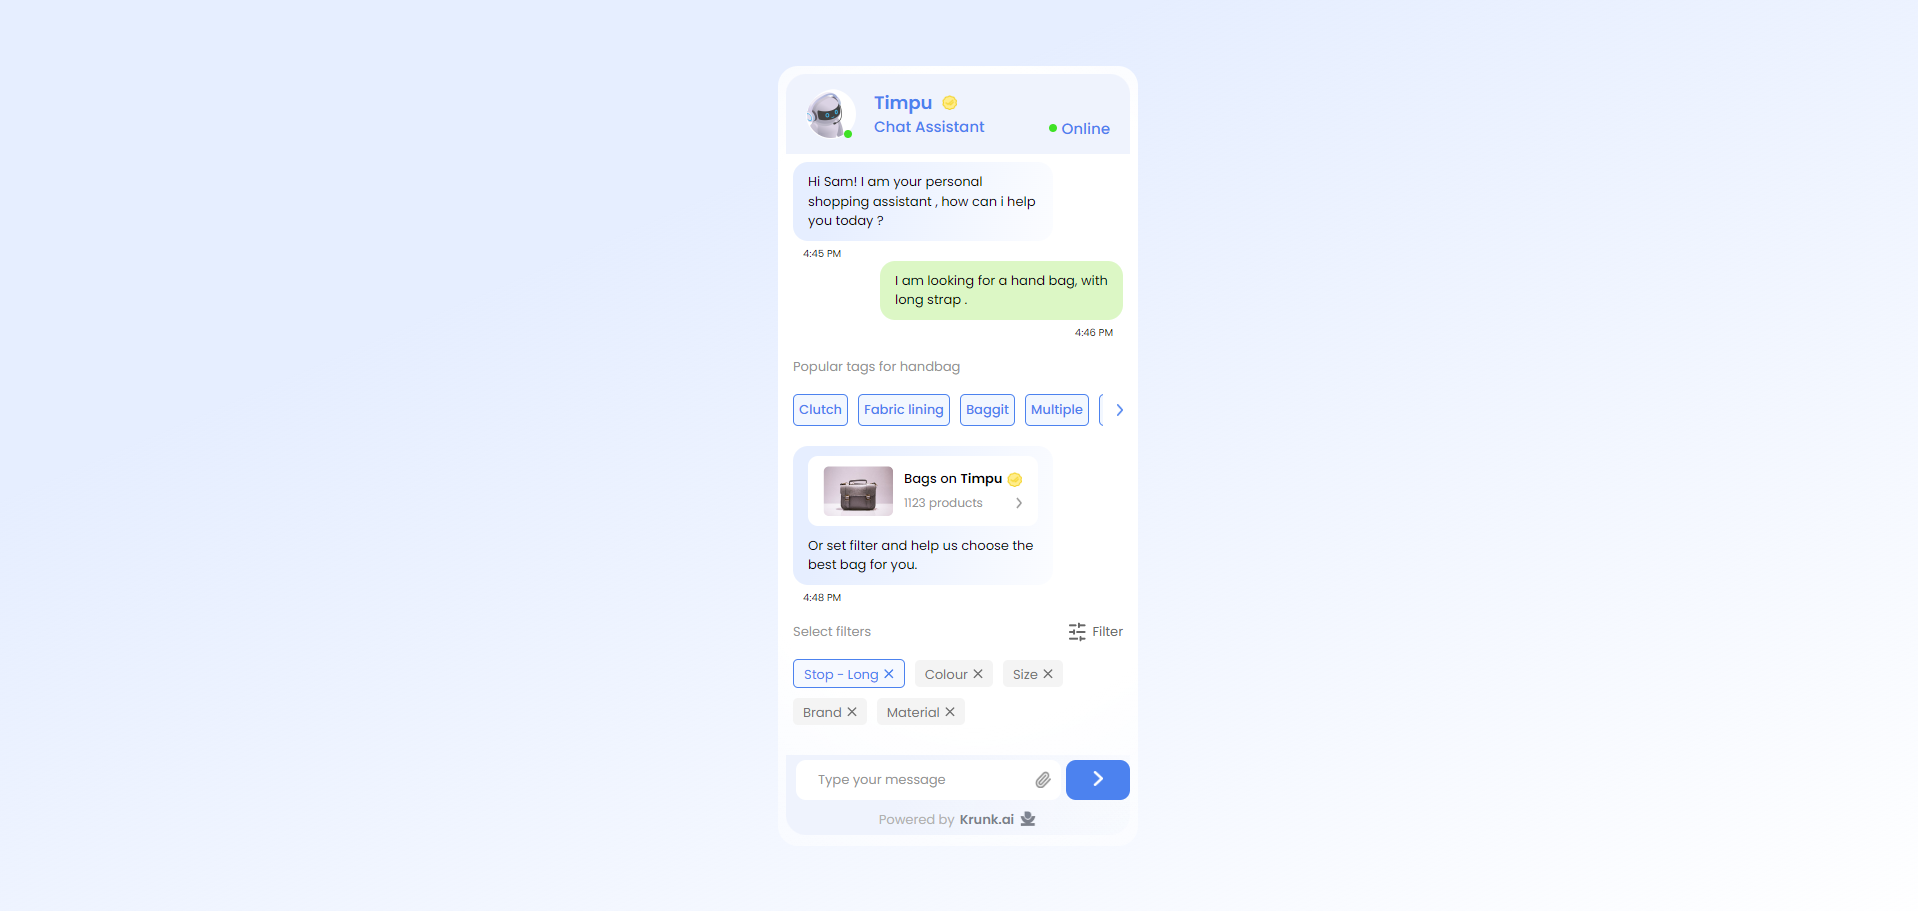 Timpu
Chat Assistant
Online
Hi Sam! I am your personal
shopping assistant , how can i help
you today ?
4:45 PM
I am looking for a hand bag, with
long strap .
4:46 PM
Popular tags for handbag
Clutch
Fabric lining
Baggit
Multiple
Bags on Timpu
1123 products
Or set filter and help us choose the
best bag for you.
4:48 PM
Select filters
Filter
Stop - Long
Colour
Size
Brand
Material
Type your message
Powered by Krunk.ai